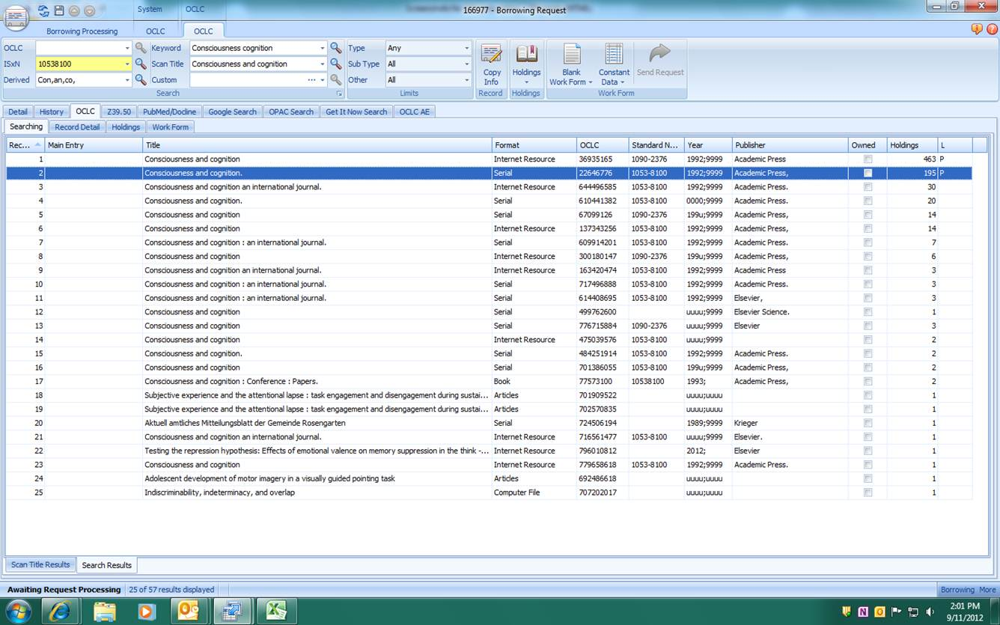 System OCLC 166977 - Borrowing Request
Borrowing Processing OCLC OCLC
OCLC Keyword Consciousness cognition Type Any
ISxN 10538100 Scan Title Consciousness and cognition Sub Type All
Derived Con,an,co, Custom ... Other All
Copy Info Holdings Blank Work Form Constant Data Send Request
Search Limits Record Holdings Work Form
Detail History OCLC Z39.50 PubMed/Docline Google Search OPAC Search Get It Now Search OCLC AE
Searching Record Detail Holdings Work Form
Rec... Main Entry Title Format OCLC Standard N... Year Publisher Owned Holdings L
1 Consciousness and cognition Internet Resource 36935165 1090-2376 1992;9999 Academic Press 463 P
2 Consciousness and cognition. Serial 22646776 1053-8100 1992;9999 Academic Press, 195 P
3 Consciousness and cognition an international journal. Internet Resource 644496585 1053-8100 1992;9999 Academic Press. 30
4 Consciousness and cognition. Serial 610441382 1053-8100 0000;9999 Academic Press. 20
5 Consciousness and cognition Serial 67099126 1090-2376 199u;9999 Academic Press, 14
6 Consciousness and cognition Internet Resource 137343256 1053-8100 1992;9999 Academic Press, 14
7 Consciousness and cognition : an international journal. Serial 609914201 1053-8100 1992;9999 Academic Press. 7
8 Consciousness and cognition Serial 300180147 1090-2376 199u;9999 Academic Press, 6
9 Consciousness and cognition an international journal. Internet Resource 163420474 1053-8100 1992;9999 Academic Press 3
10 Consciousness and cognition : an international journal. Serial 717496888 1053-8100 1992;9999 Academic Press. 3
11 Consciousness and cognition : an international journal. Serial 614408695 1053-8100 1992;9999 Elsevier, 3
12 Consciousness and cognition Serial 499762600 uuuu;9999 Elsevier Science. 1
13 Consciousness and cognition Serial 776715884 1090-2376 uuuu;9999 Elsevier 3
14 Consciousness and cognition Internet Resource 475039576 1053-8100 uuuu;9999 2
15 Consciousness and cognition. Serial 484251914 1053-8100 1992;9999 Academic Press. 2
16 Consciousness and cognition Serial 701386055 1053-8100 199u;9999 Academic Press, 2
17 Consciousness and cognition : Conference : Papers. Book 77573100 10538100 1993; Academic Press, 2
18 Subjective experience and the attentional lapse : task engagement and disengagement during sustai... Articles 701909522 uuuu;uuuu 1
19 Subjective experience and the attentional lapse : task engagement and disengagement during sustai... Articles 702570835 uuuu;uuuu 1
20 Aktuell amtliches Mitteilungsblatt der Gemeinde Rosengarten Serial 724506194 1989;9999 Krieger 1
21 Consciousness and cognition an international journal. Internet Resource 716561477 1053-8100 uuuu;9999 Elsevier. 1
22 Testing the repression hypothesis: Effects of emotional valence on memory suppression in the think -... Internet Resource 796010812 2012; Elsevier 1
23 Consciousness and cognition Internet Resource 779658618 1053-8100 1992;9999 Academic Press. 1
24 Adolescent development of motor imagery in a visually guided pointing task Articles 692486618 uuuu;uuuu 1
25 Indiscriminability, indeterminacy, and overlap Computer File 707202017 uuuu;uuuu 1
Scan Title Results Search Results
Awaiting Request Processing 25 of 57 results displayed Borrowing More
2:01 PM
9/11/2012